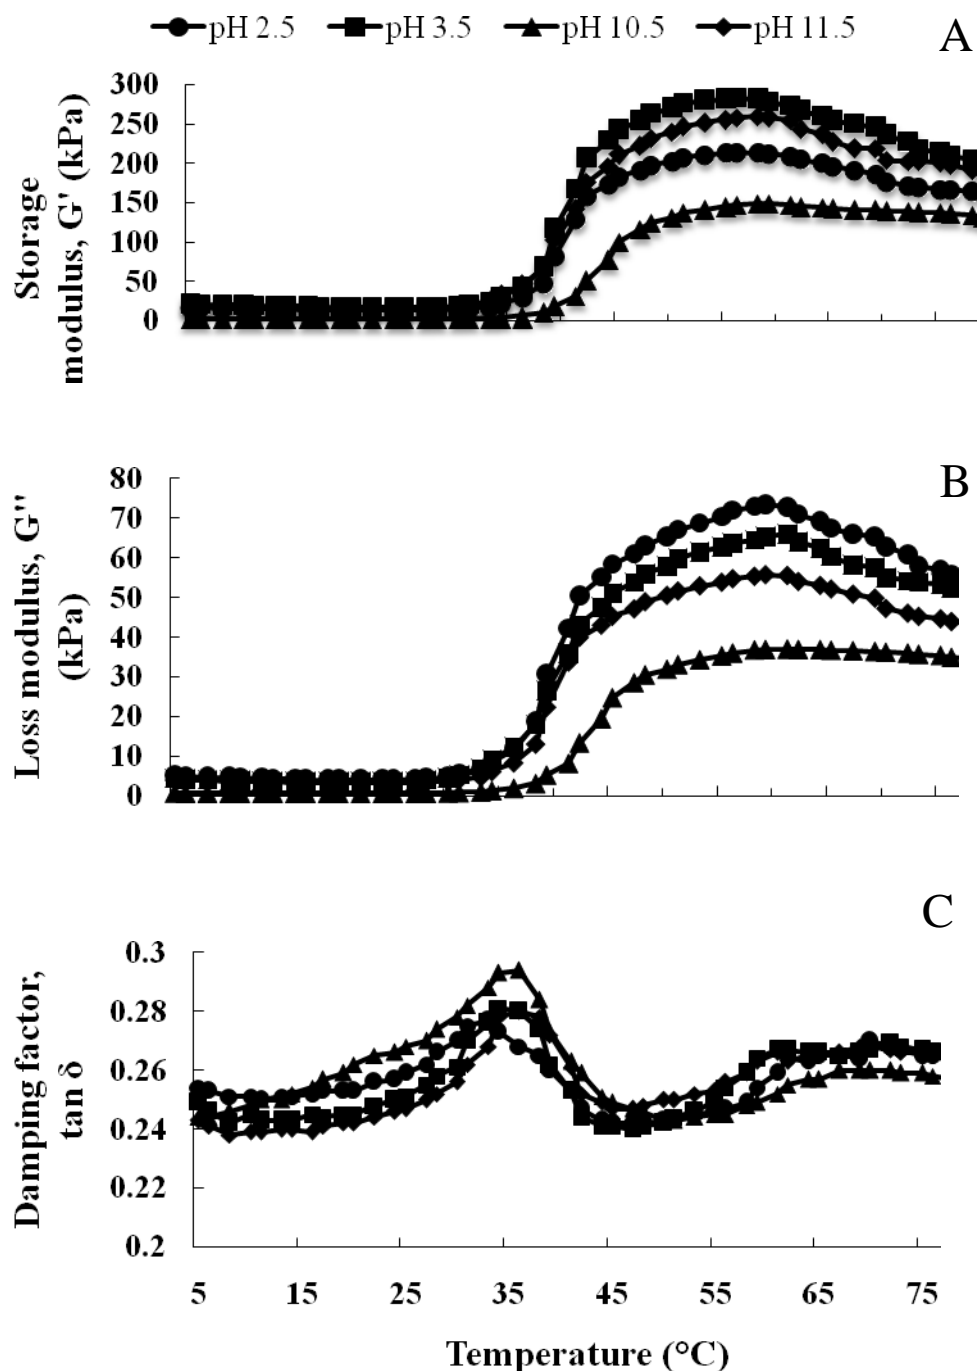 pH 2.5 pH 3.5 pH 10.5 pH 11.5
A
Storage
modulus, G' (kPa)
300
250
200
150
100
50
0
B
Loss modulus, G''
(kPa)
80
70
60
50
40
30
20
10
0
C
Damping factor,
tan δ
0.3
0.28
0.26
0.24
0.22
0.2
5 15 25 35 45 55 65 75
Temperature (°C)